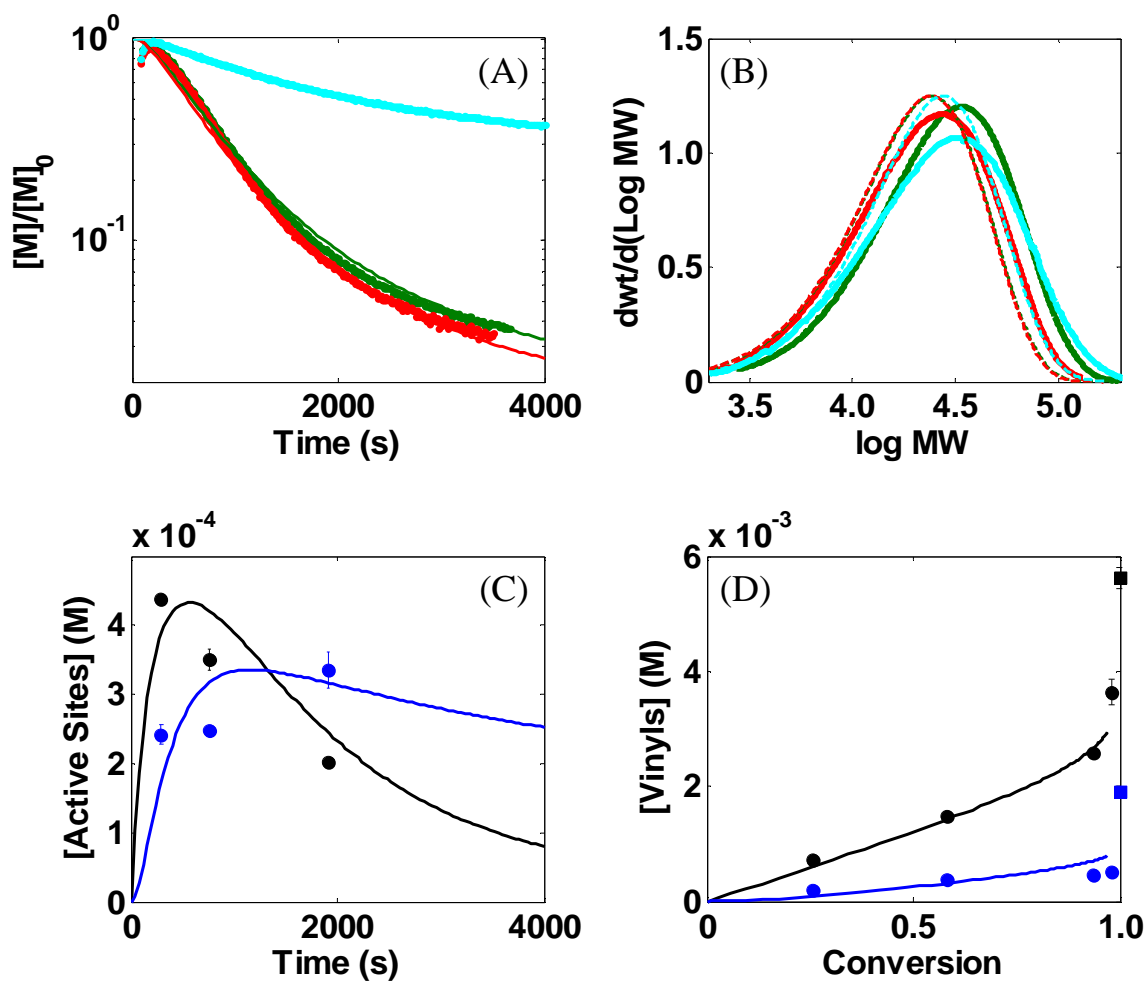 10^0
10^-1
[M]/[M]_0
(A)
0 2000 4000
Time (s)
1.5
1.0
0.5
0
dwt/d(Log MW)
(B)
3.5 4.0 4.5 5.0
log MW
x 10^-4
4
3
2
1
0
[Active Sites] (M)
(C)
0 2000 4000
Time (s)
x 10^-3
6
4
2
0
[Vinyls] (M)
(D)
0 0.5 1.0
Conversion